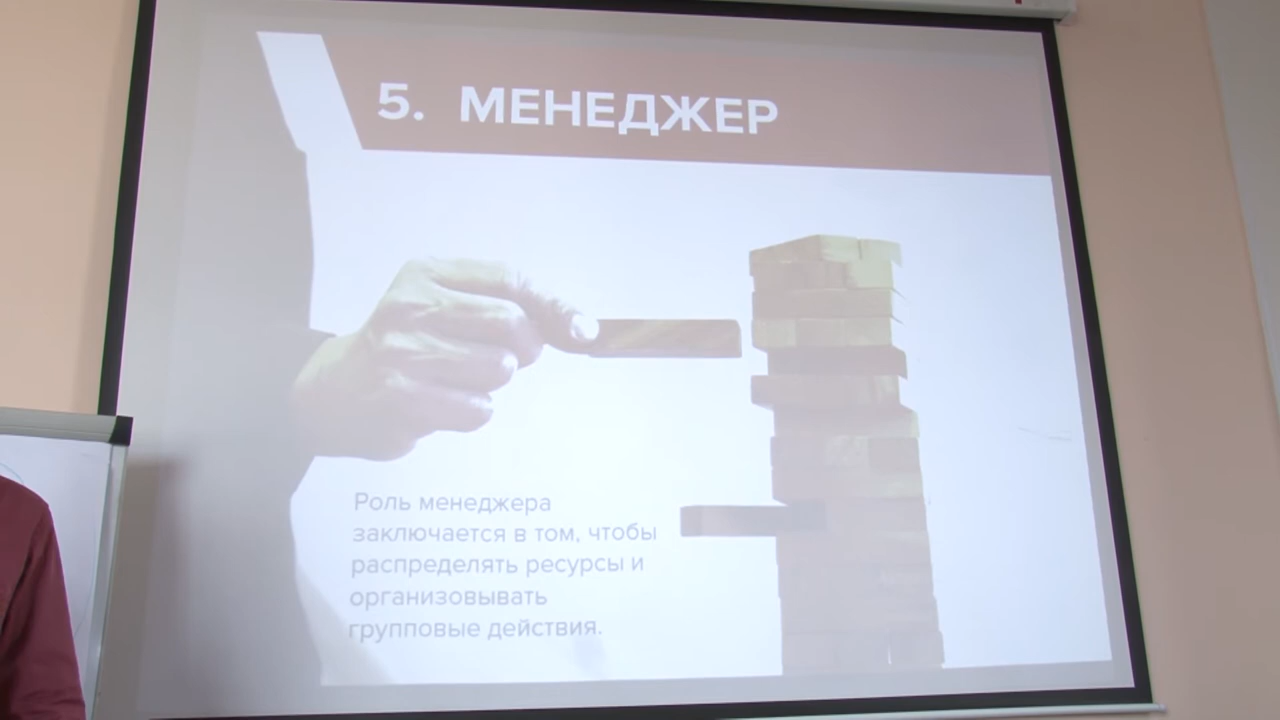 5. МЕНЕДЖЕР
Роль менеджера
заключается в том, чтобы
распределять ресурсы и
организовывать
групповые действия.